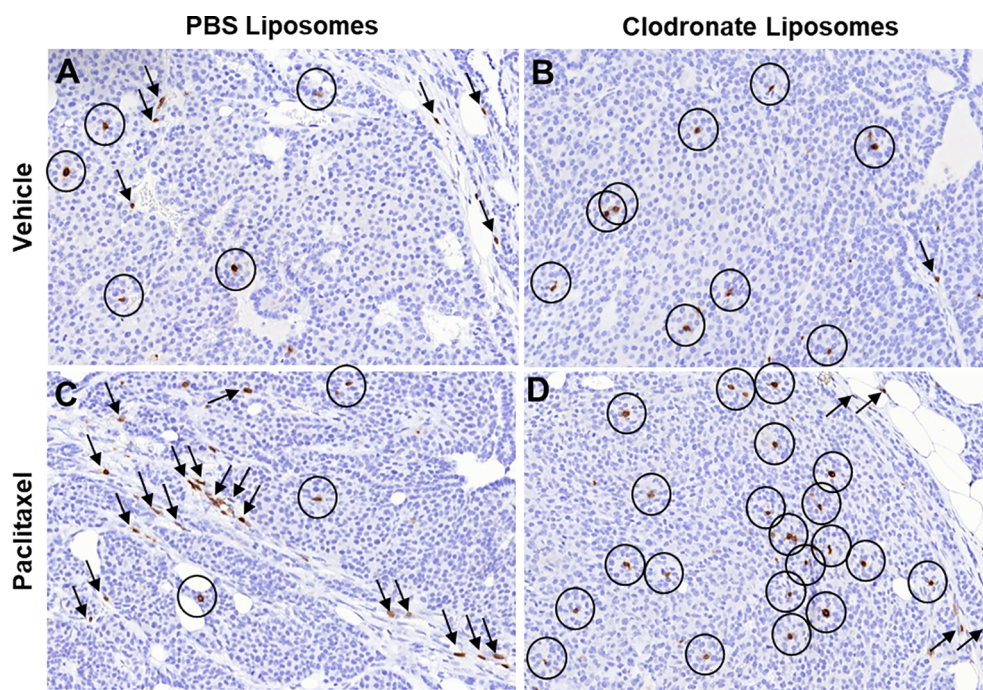 PBS Liposomes
Clodronate Liposomes
Vehicle
A
B
Paclitaxel
C
D